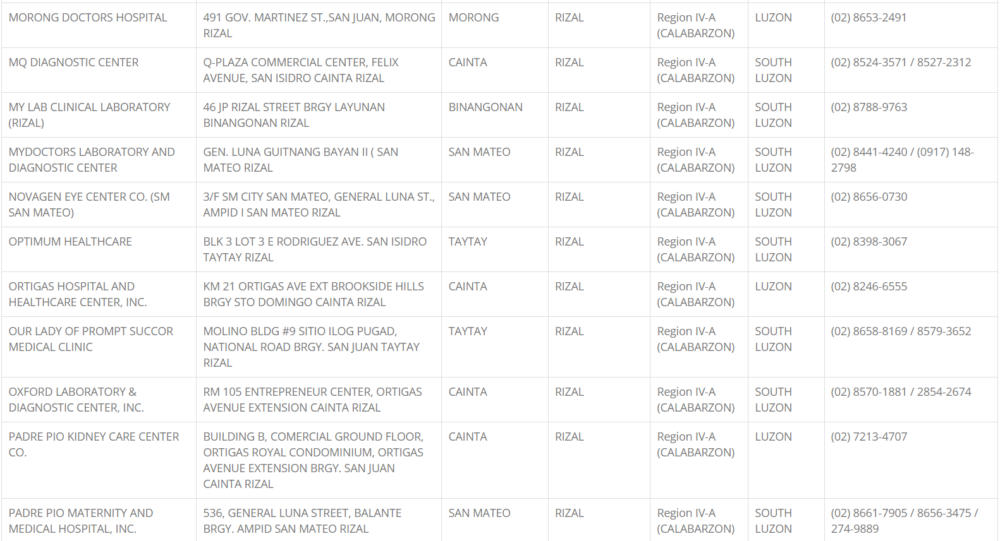 MORONG DOCTORS HOSPITAL
491 GOV. MARTINEZ ST.,SAN JUAN, MORONG
RIZAL
MORONG
RIZAL
Region IV-A
(CALABARZON)
LUZON
(02) 8653-2491
MQ DIAGNOSTIC CENTER
Q-PLAZA COMMERCIAL CENTER, FELIX
AVENUE, SAN ISIDRO CAINTA RIZAL
CAINTA
RIZAL
Region IV-A
(CALABARZON)
SOUTH
LUZON
(02) 8524-3571 / 8527-2312
MY LAB CLINICAL LABORATORY
(RIZAL)
46 JP RIZAL STREET BRGY LAYUNAN
BINANGONAN RIZAL
BINANGONAN
RIZAL
Region IV-A
(CALABARZON)
SOUTH
LUZON
(02) 8788-9763
MYDOCTORS LABORATORY AND
DIAGNOSTIC CENTER
GEN. LUNA GUITNANG BAYAN II ( SAN
MATEO RIZAL
SAN MATEO
RIZAL
Region IV-A
(CALABARZON)
SOUTH
LUZON
(02) 8441-4240 / (0917) 148-
2798
NOVAGEN EYE CENTER CO. (SM
SAN MATEO)
3/F SM CITY SAN MATEO, GENERAL LUNA ST.,
AMPID I SAN MATEO RIZAL
SAN MATEO
RIZAL
Region IV-A
(CALABARZON)
SOUTH
LUZON
(02) 8656-0730
OPTIMUM HEALTHCARE
BLK 3 LOT 3 E RODRIGUEZ AVE. SAN ISIDRO
TAYTAY RIZAL
TAYTAY
RIZAL
Region IV-A
(CALABARZON)
SOUTH
LUZON
(02) 8398-3067
ORTIGAS HOSPITAL AND
HEALTHCARE CENTER, INC.
KM 21 ORTIGAS AVE EXT BROOKSIDE HILLS
BRGY STO DOMINGO CAINTA RIZAL
CAINTA
RIZAL
Region IV-A
(CALABARZON)
LUZON
(02) 8246-6555
OUR LADY OF PROMPT SUCCOR
MEDICAL CLINIC
MOLINO BLDG #9 SITIO ILOG PUGAD,
NATIONAL ROAD BRGY. SAN JUAN TAYTAY
RIZAL
TAYTAY
RIZAL
Region IV-A
(CALABARZON)
SOUTH
LUZON
(02) 8658-8169 / 8579-3652
OXFORD LABORATORY &
DIAGNOSTIC CENTER, INC.
RM 105 ENTREPRENEUR CENTER, ORTIGAS
AVENUE EXTENSION CAINTA RIZAL
CAINTA
RIZAL
Region IV-A
(CALABARZON)
SOUTH
LUZON
(02) 8570-1881 / 2854-2674
PADRE PIO KIDNEY CARE CENTER
CO.
BUILDING B, COMERCIAL GROUND FLOOR,
ORTIGAS ROYAL CONDOMINIUM, ORTIGAS
AVENUE EXTENSION BRGY. SAN JUAN
CAINTA RIZAL
CAINTA
RIZAL
Region IV-A
(CALABARZON)
LUZON
(02) 7213-4707
PADRE PIO MATERNITY AND
MEDICAL HOSPITAL, INC.
536, GENERAL LUNA STREET, BALANTE
BRGY. AMPID SAN MATEO RIZAL
SAN MATEO
RIZAL
Region IV-A
(CALABARZON)
SOUTH
LUZON
(02) 8661-7905 / 8656-3475 /
274-9889